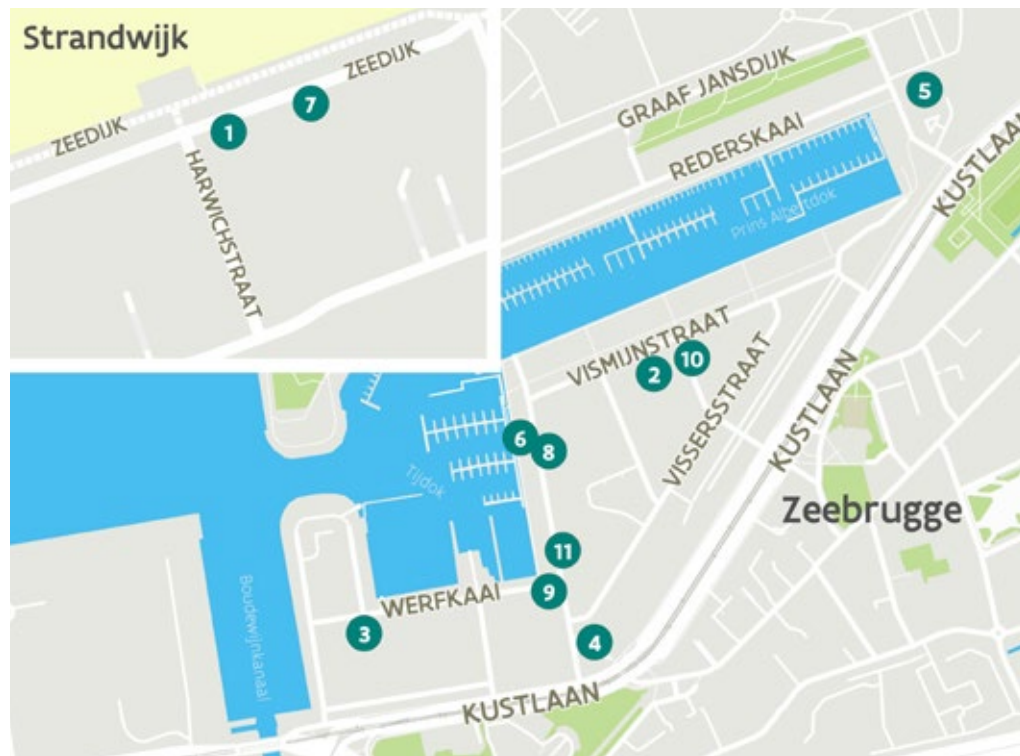 Strandwijk
ZEEDIJK
7
ZEEDIJK
1
HARWICHSTRAAT
GRAAF JANSDIJK
5
REDERSKAAI
KUSTLAAN
Prins Albertdok
VISMIJNSTRAAT
2
10
VISSERSSTRAAT
KUSTLAAN
6
8
Tijdok
Zeebrugge
11
9
WERFKAAI
3
4
Boudewijnkanaal
KUSTLAAN